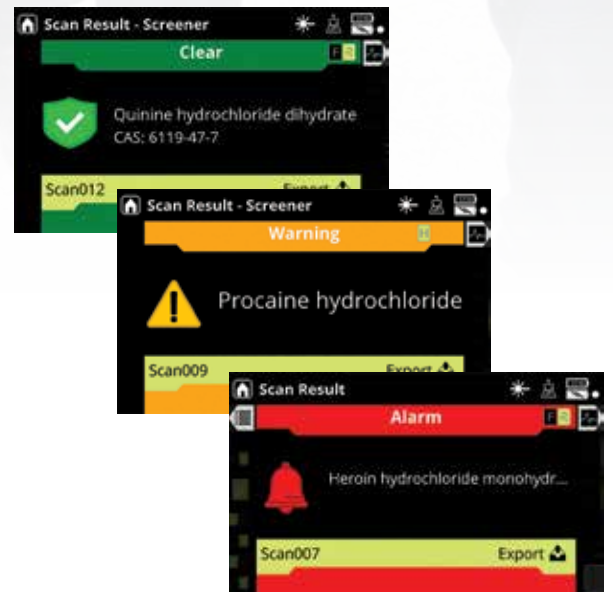 Scan Result - Screener
Clear
F R
Quinine hydrochloride dihydrate
CAS: 6119-47-7
Scan012 Export
Scan Result - Screener
Warning
H
Procaine hydrochloride
Scan009 Export
Scan Result
Alarm
F R
Heroin hydrochloride monohydr...
Scan007 Export